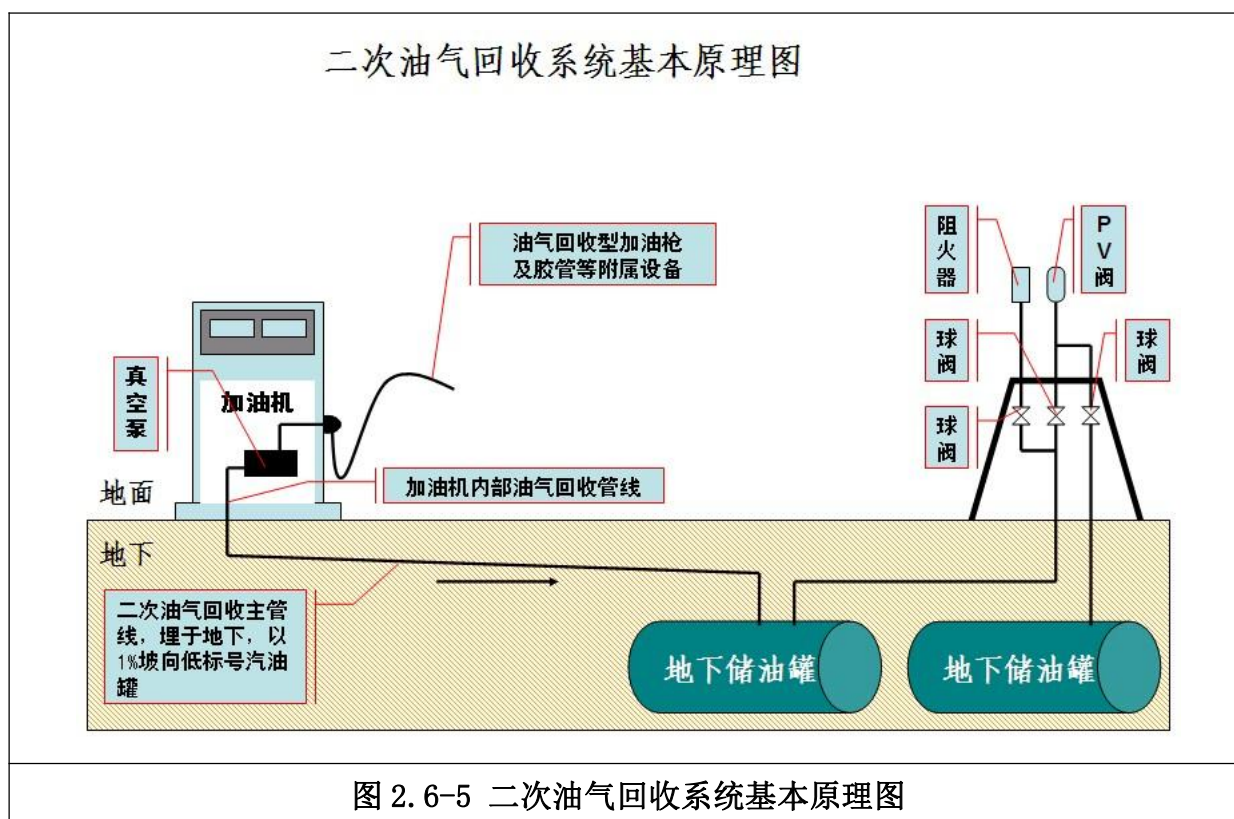 二次油气回收系统基本原理图
油气回收型加油枪
及胶管等附属设备
阻
火
器
P
V
阀
球
阀
球
阀
真
空
泵
加油机
球
阀
加油机内部油气回收管线
地面
地下
二次油气回收主管
线，埋于地下，以
1%坡向低标号汽油
罐
地下储油罐
地下储油罐
图 2.6-5 二次油气回收系统基本原理图